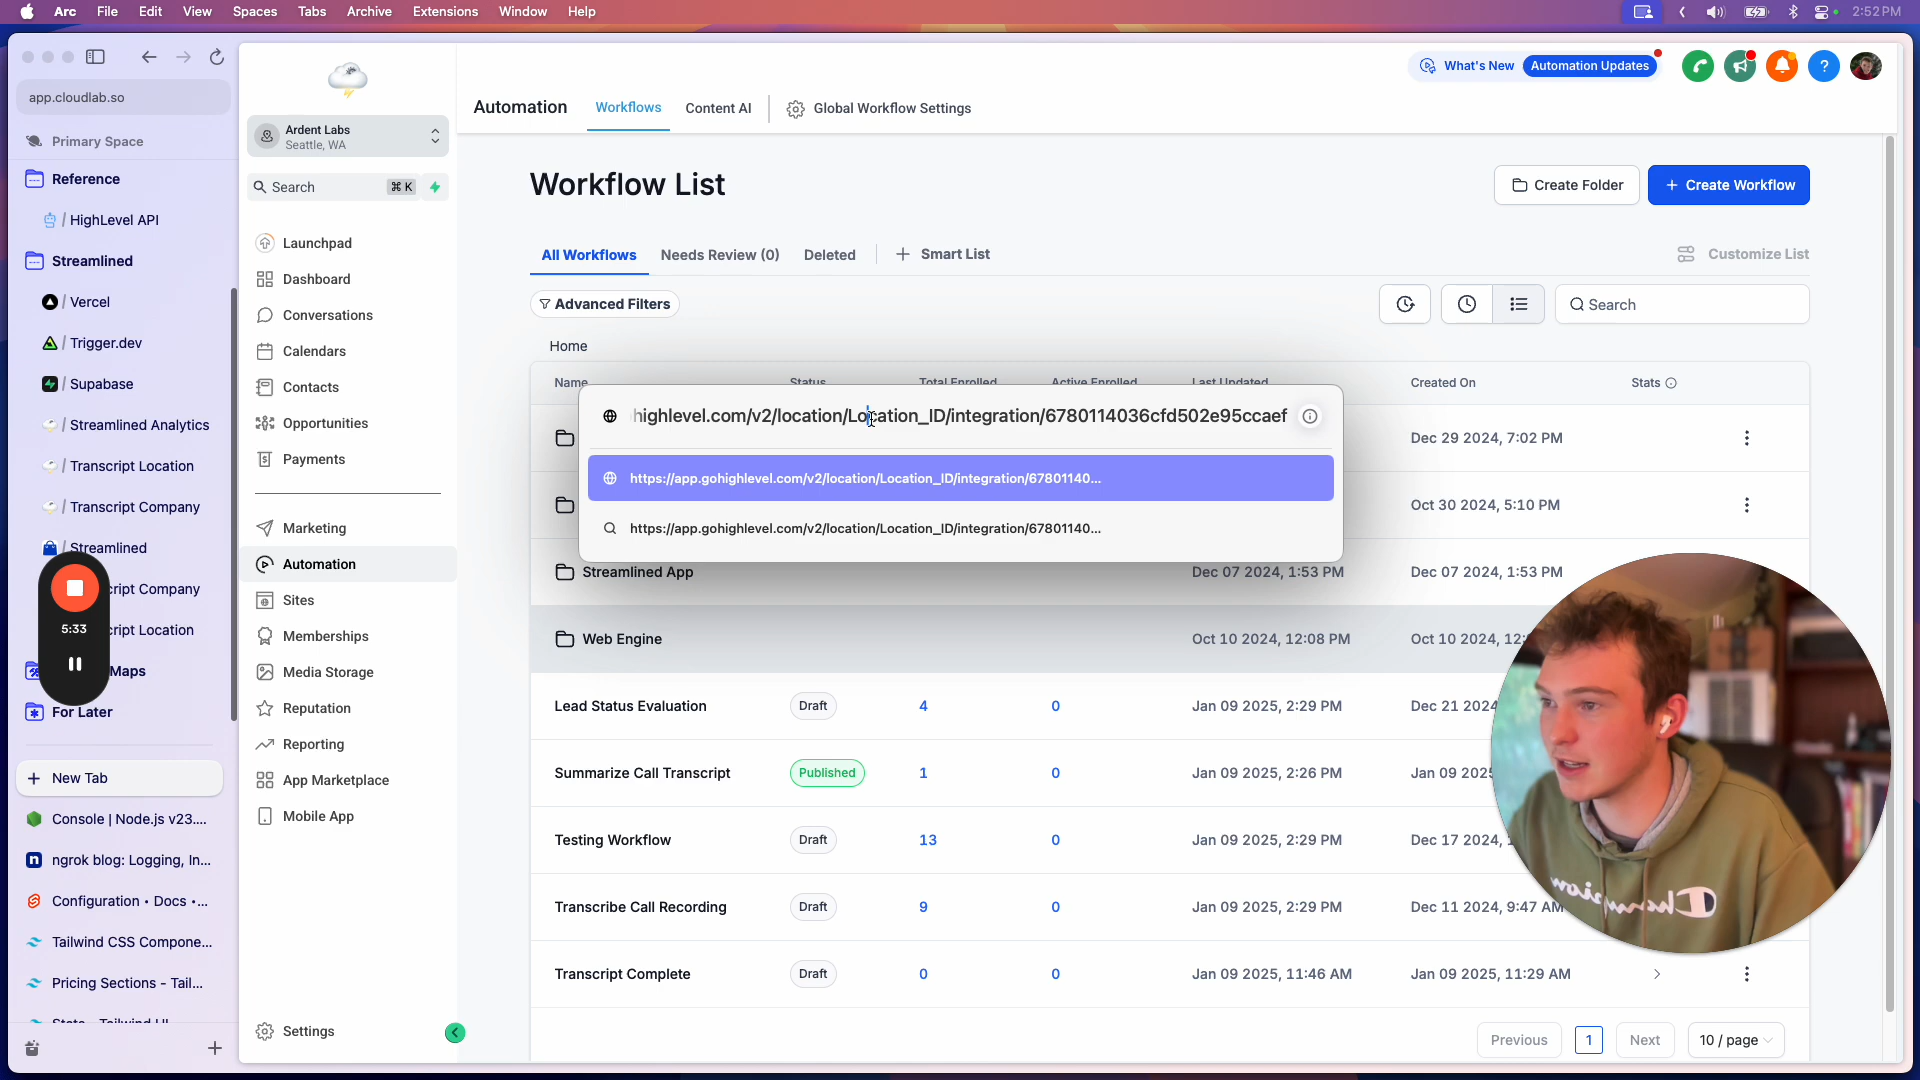 Arc File Edit View Spaces Tabs Archive Extensions Window Help
2:52 PM
app.cloudlab.so
Primary Space
Reference
/ HighLevel API
Streamlined
/ Vercel
/ Trigger.dev
/ Supabase
/ Streamlined Analytics
/ Transcript Location
/ Transcript Company
/ Streamlined
cript Company
cript Location
Maps
For Later
5:33
New Tab
Console | Node.js v23....
ngrok blog: Logging, In...
Configuration • Docs •...
Tailwind CSS Compone...
Pricing Sections - Tail...
Ardent Labs
Seattle, WA
Search ⌘ K
Launchpad
Dashboard
Conversations
Calendars
Contacts
Opportunities
Payments
Marketing
Automation
Sites
Memberships
Media Storage
Reputation
Reporting
App Marketplace
Mobile App
Settings
What's New Automation Updates
Automation Workflows Content AI Global Workflow Settings
Workflow List
Create Folder
+ Create Workflow
All Workflows Needs Review (0) Deleted + Smart List
Customize List
Advanced Filters
Search
Home
Name Status Total Enrolled Active Enrolled Last Updated Created On Stats
highlevel.com/v2/location/Location_ID/integration/6780114036cfd502e95ccaef
https://app.gohighlevel.com/v2/location/Location_ID/integration/67801140...
https://app.gohighlevel.com/v2/location/Location_ID/integration/67801140...
Dec 29 2024, 7:02 PM
Oct 30 2024, 5:10 PM
Streamlined App Dec 07 2024, 1:53 PM Dec 07 2024, 1:53 PM
Web Engine Oct 10 2024, 12:08 PM Oct 10 2024, 12:
Lead Status Evaluation Draft 4 0 Jan 09 2025, 2:29 PM Dec 21 2024
Summarize Call Transcript Published 1 0 Jan 09 2025, 2:26 PM Jan 09 2025
Testing Workflow Draft 13 0 Jan 09 2025, 2:29 PM Dec 17 2024,
Transcribe Call Recording Draft 9 0 Jan 09 2025, 2:29 PM Dec 11 2024, 9:47 AM
Transcript Complete Draft 0 0 Jan 09 2025, 11:46 AM Jan 09 2025, 11:29 AM
Previous 1 Next 10 / page
Champion